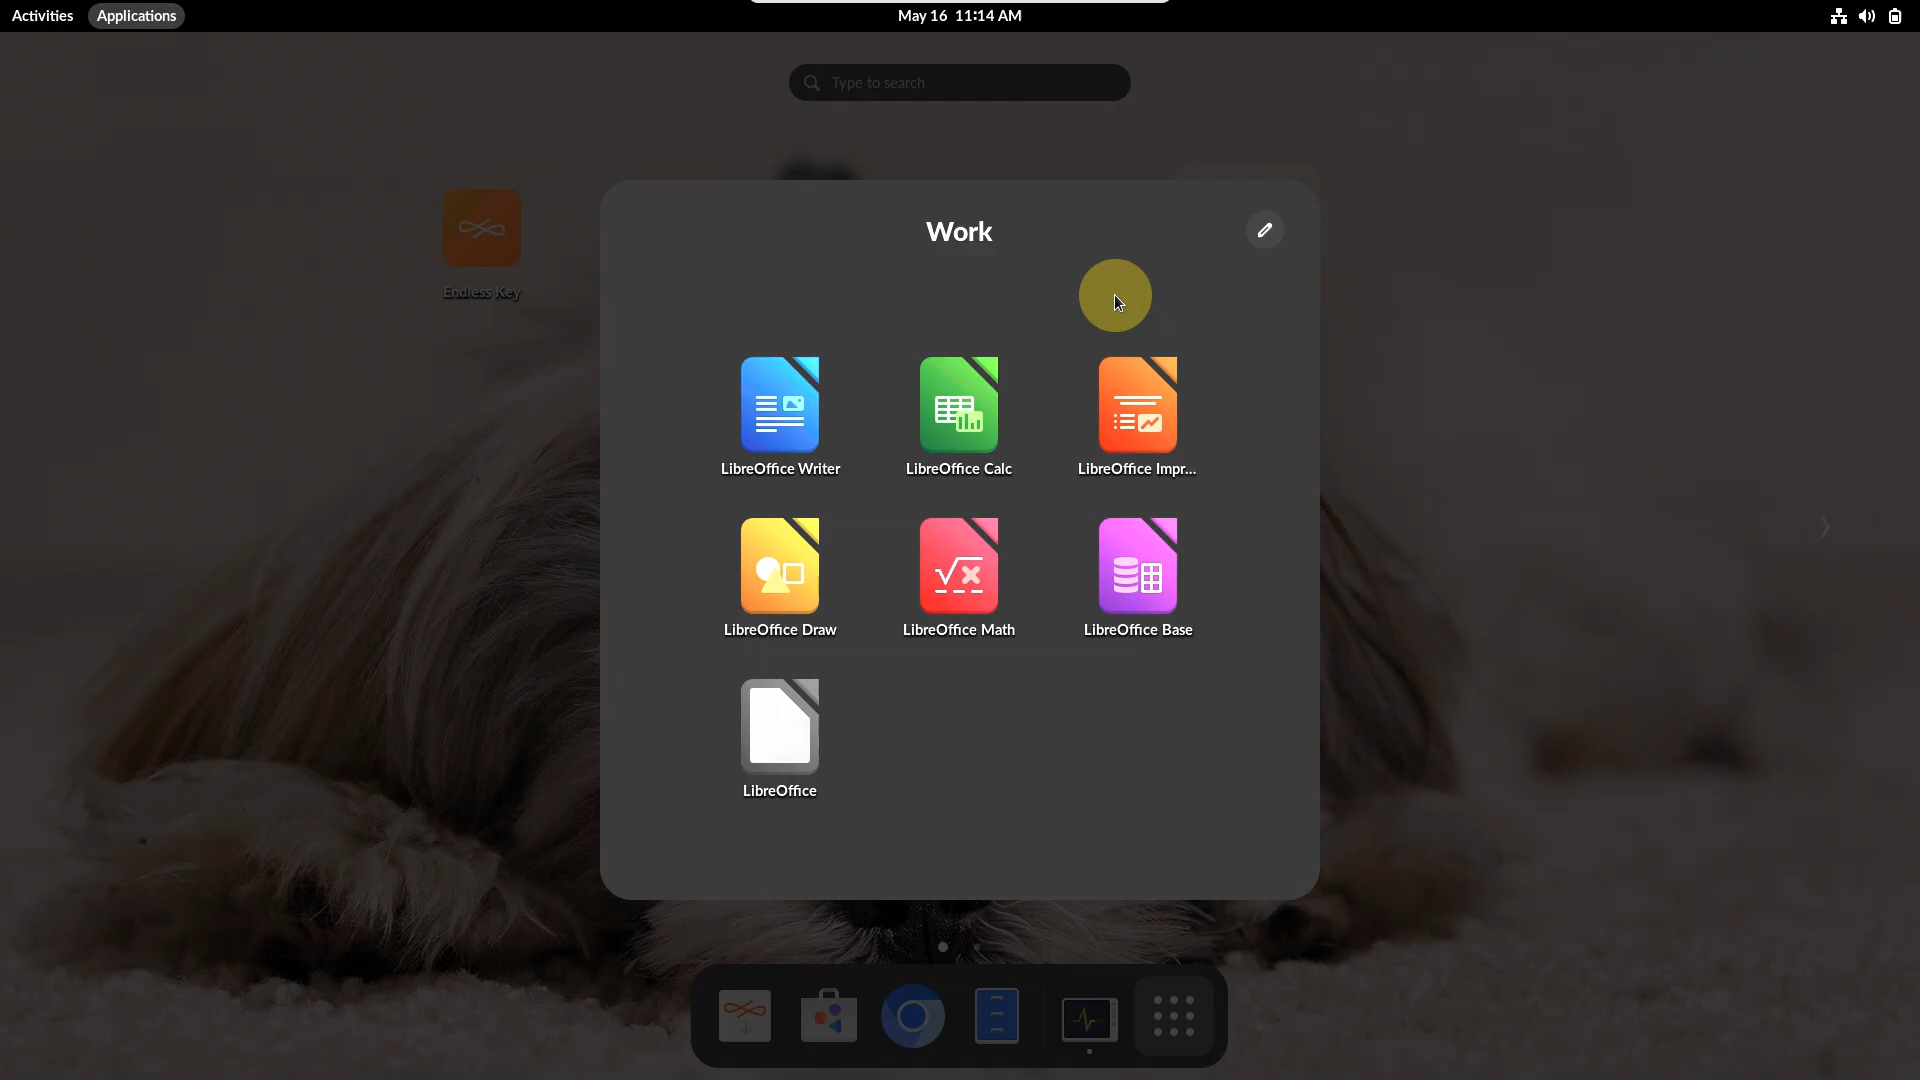 Activities Applications May 16 11:14 AM
Type to search
Work
Endless Key
LibreOffice Writer LibreOffice Calc LibreOffice Impr...
LibreOffice Draw LibreOffice Math LibreOffice Base
LibreOffice